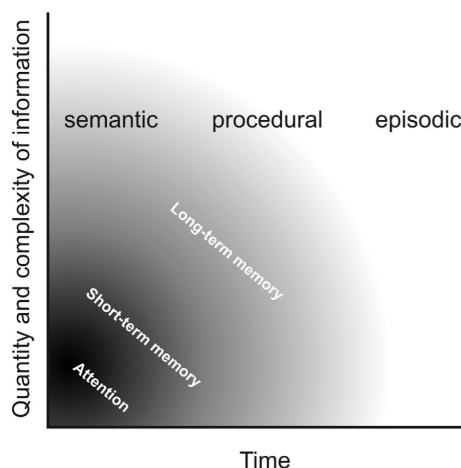 Quantity and complexity of information
semantic procedural episodic
Long-term memory
Short-term memory
Attention
Time